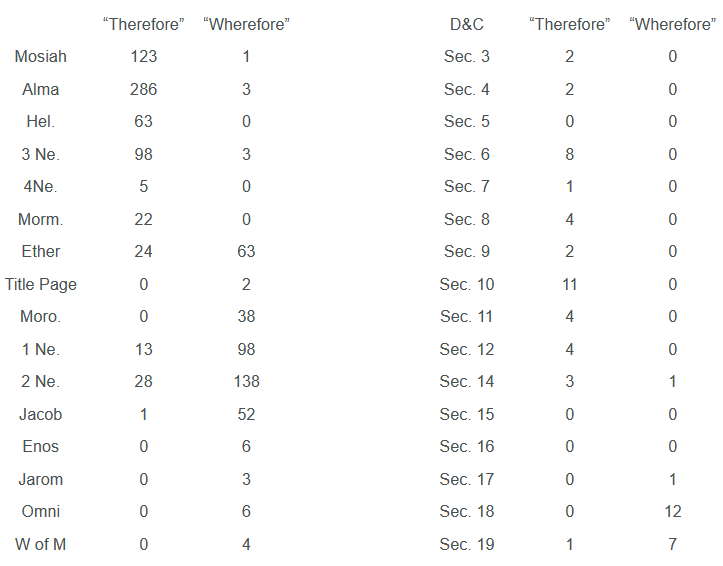 “Therefore” “Wherefore” D&C “Therefore” “Wherefore”
Mosiah 123 1 Sec. 3 2 0
Alma 286 3 Sec. 4 2 0
Hel. 63 0 Sec. 5 0 0
3 Ne. 98 3 Sec. 6 8 0
4Ne. 5 0 Sec. 7 1 0
Morm. 22 0 Sec. 8 4 0
Ether 24 63 Sec. 9 2 0
Title Page 0 2 Sec. 10 11 0
Moro. 0 38 Sec. 11 4 0
1 Ne. 13 98 Sec. 12 4 0
2 Ne. 28 138 Sec. 14 3 1
Jacob 1 52 Sec. 15 0 0
Enos 0 6 Sec. 16 0 0
Jarom 0 3 Sec. 17 0 1
Omni 0 6 Sec. 18 0 12
W of M 0 4 Sec. 19 1 7